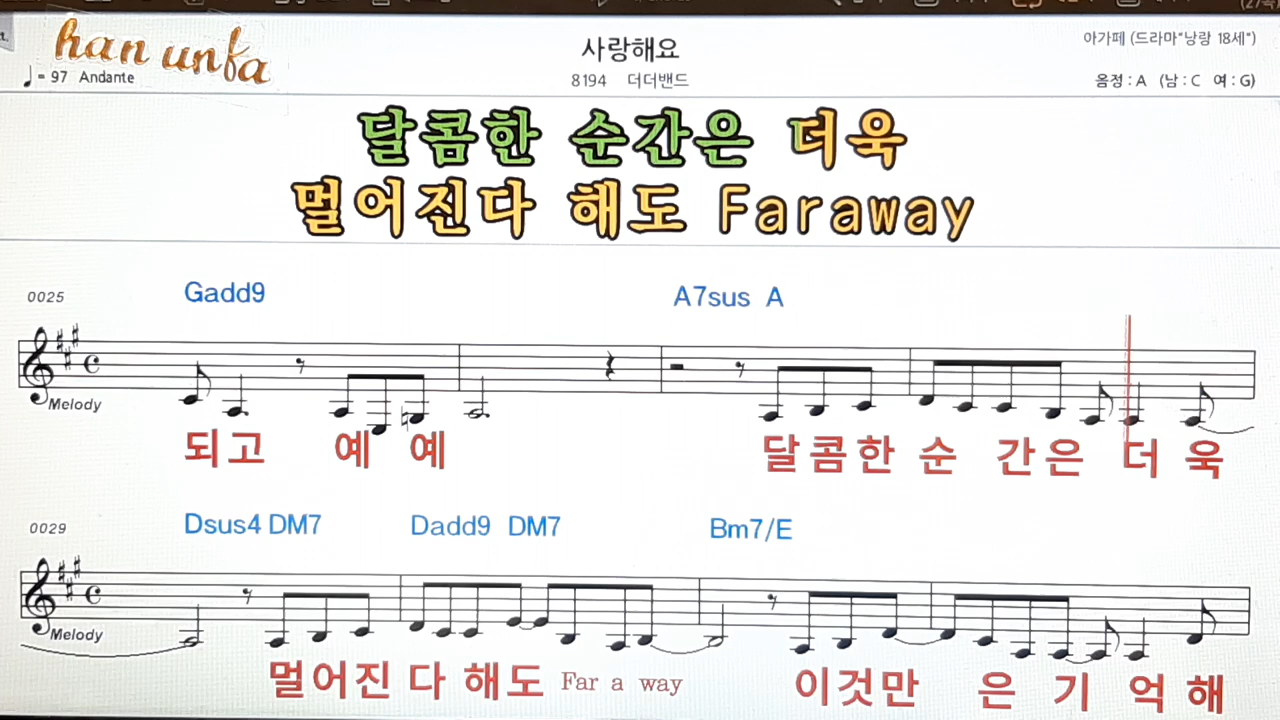 han unfa
♩= 97 Andante
사랑해요
8194 더더밴드
아가페 (드라마"낭랑 18세")
음정 : A (남 : C 여 : G)
달콤한 순간은 더욱
멀어진다 해도 Faraway
0025 Gadd9 A7sus A
Melody
되고 예 예 달콤한 순 간은 더 욱
0029 Dsus4 DM7 Dadd9 DM7 Bm7/E
Melody
멀어진 다 해도 Far a way 이것만 은 기 억 해